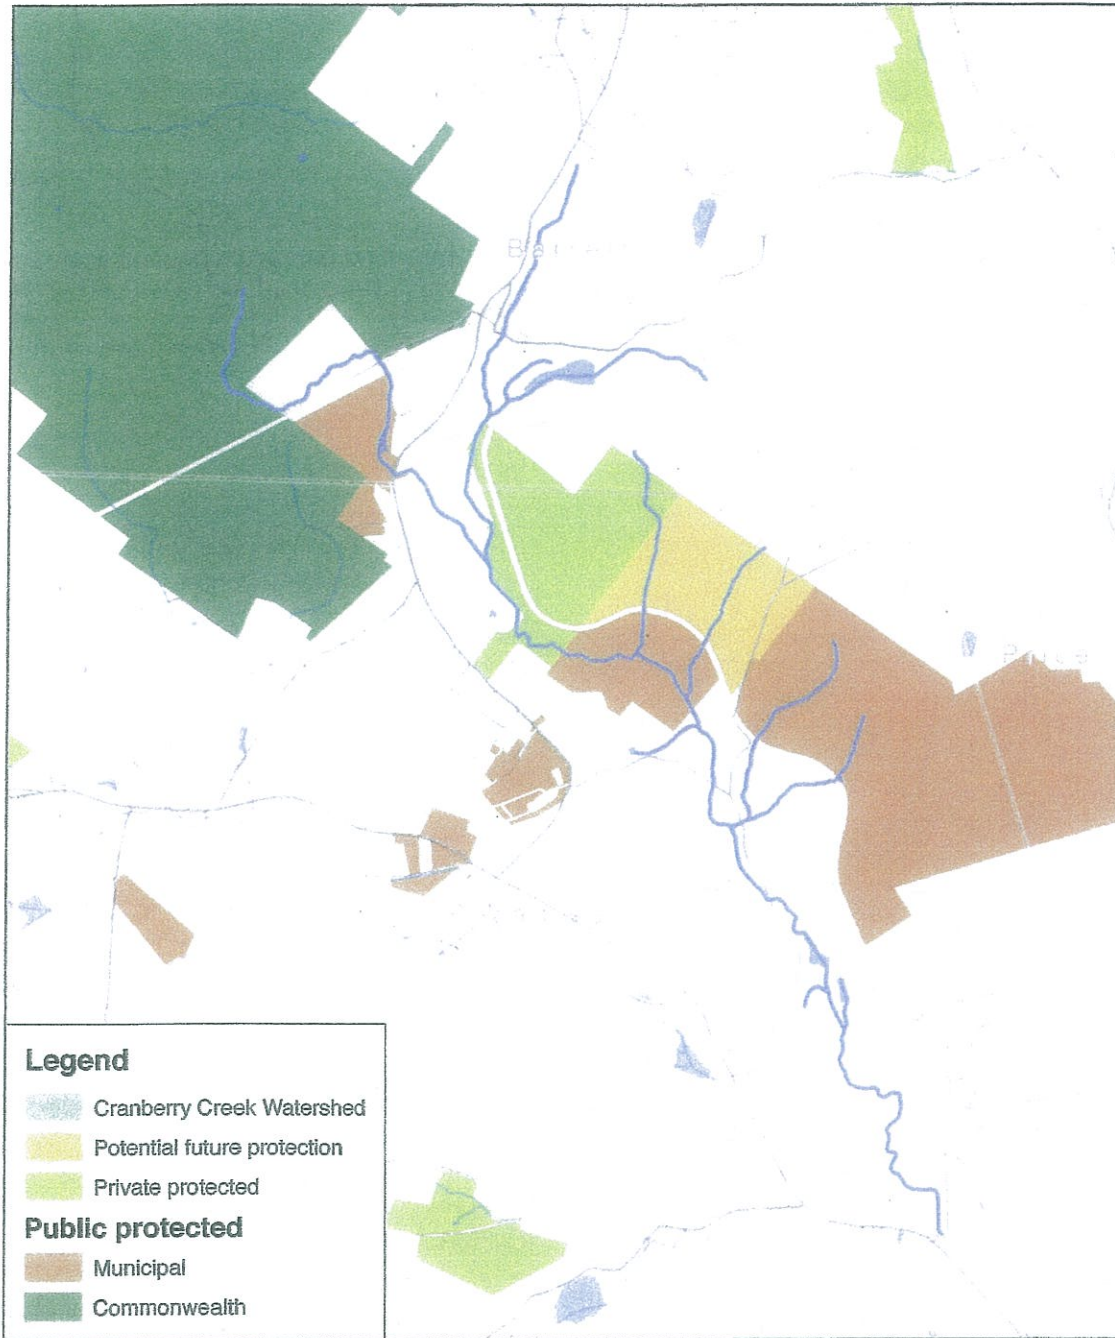 Legend
Cranberry Creek Watershed
Potential future protection
Private protected
Public protected
Municipal
Commonwealth